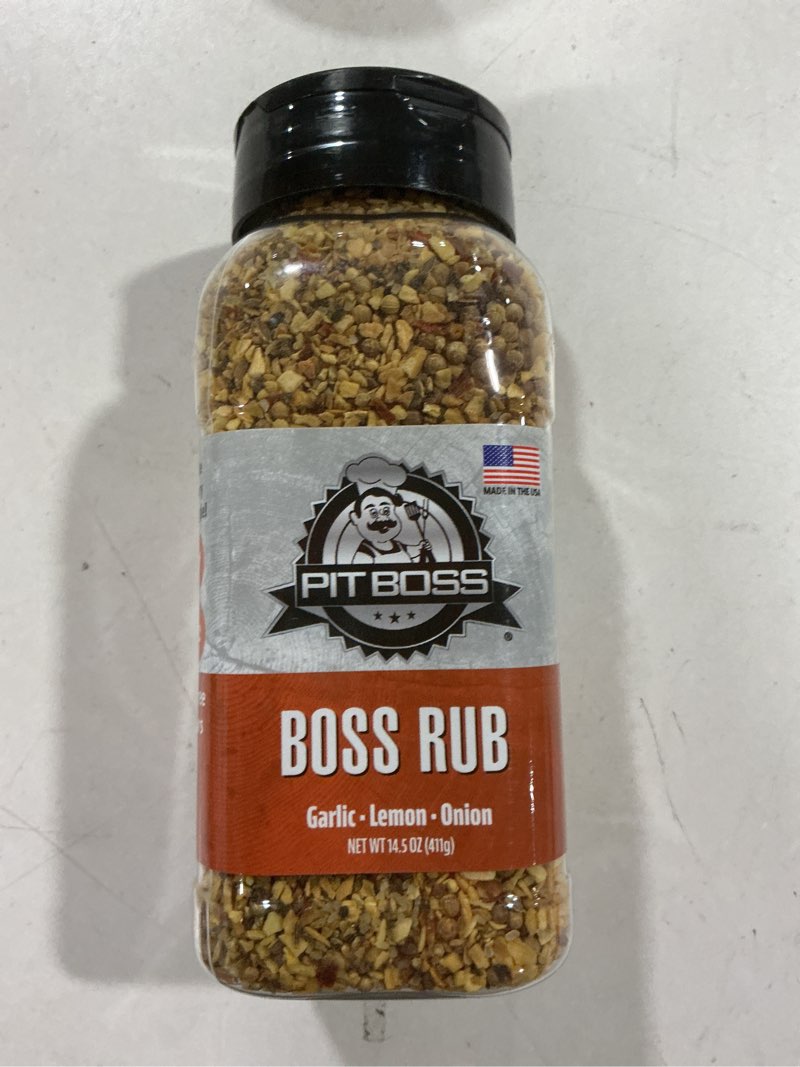 MADE IN THE USA
PIT BOSS
®
BOSS RUB
Garlic • Lemon • Onion
NET WT 14.5 OZ (411g)